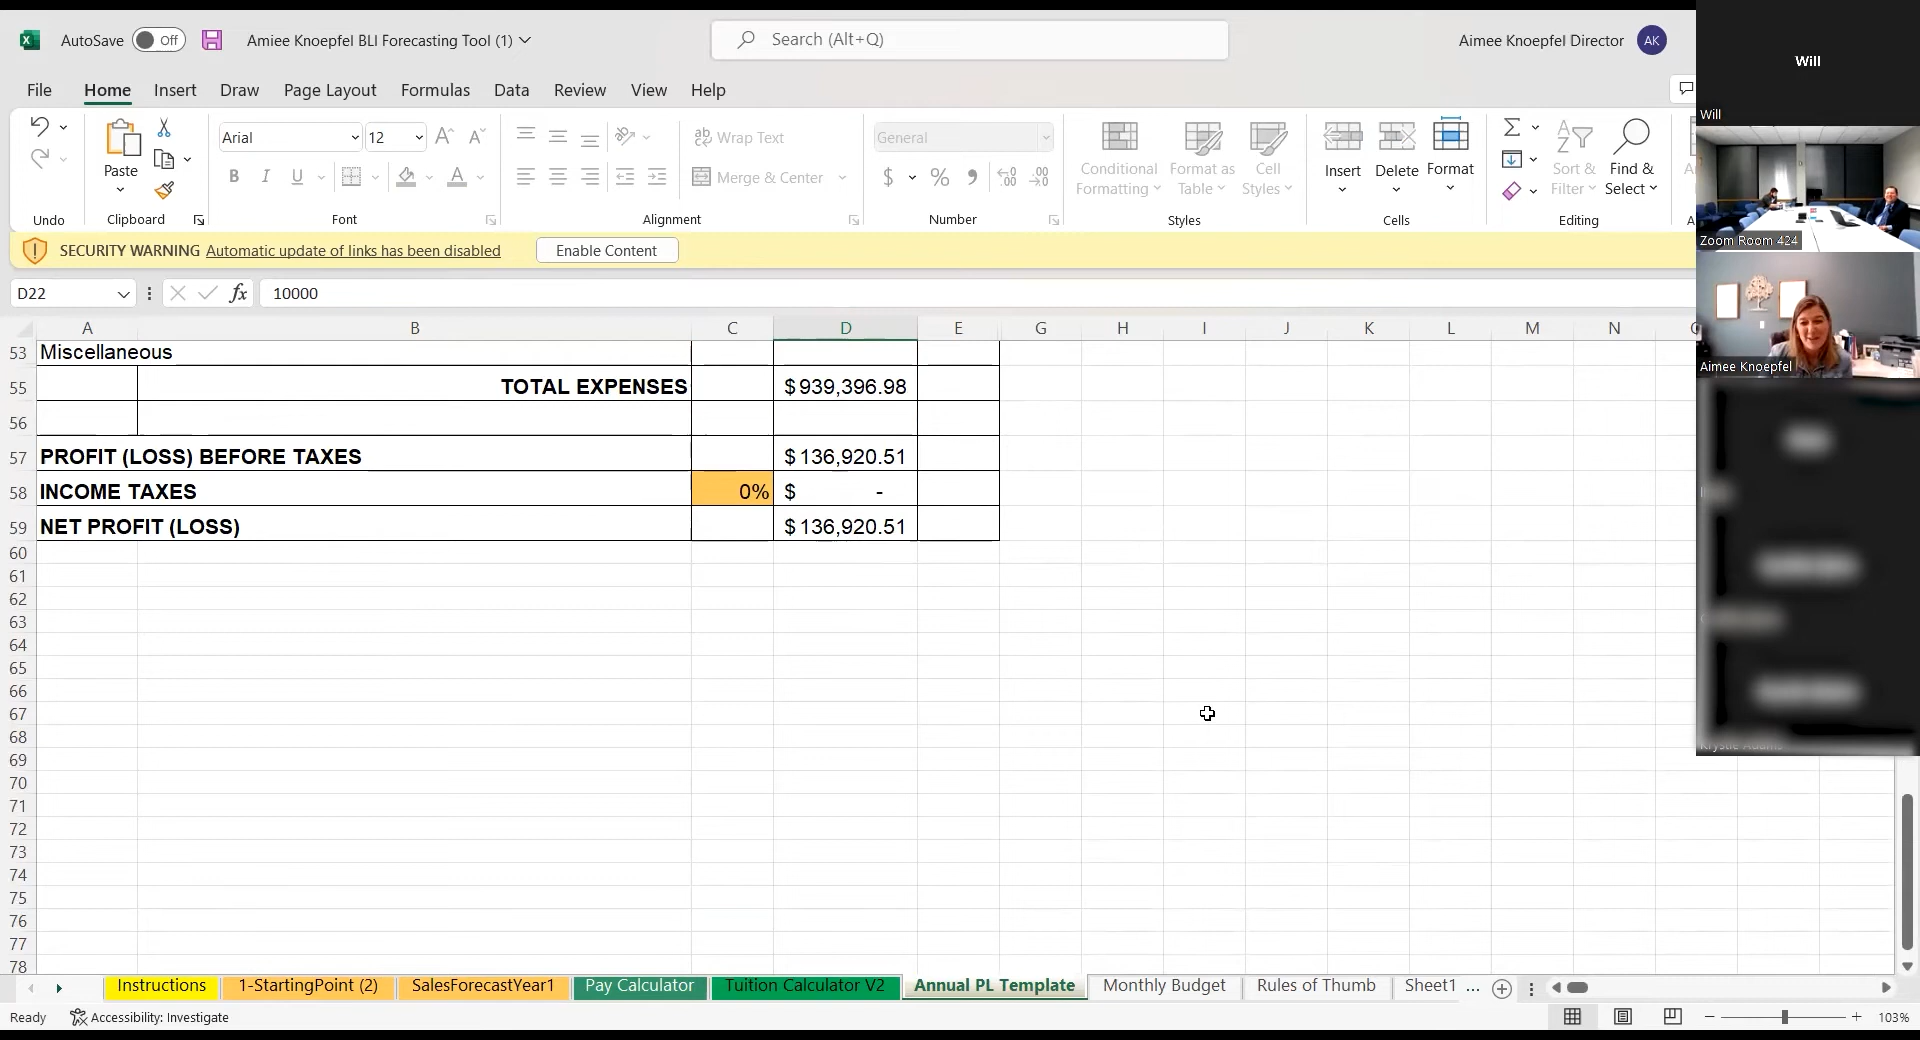 AutoSave Off Amiee Knoepfel BLI Forecasting Tool (1) Search (Alt+Q) Aimee Knoepfel Director AK
File Home Insert Draw Page Layout Formulas Data Review View Help
Paste Arial 12 Wrap Text General
Merge & Center $ % Conditional Formatting Format as Table Cell Styles Insert Delete Format Sort & Filter Find & Select
Undo Clipboard Font Alignment Number Styles Cells Editing
SECURITY WARNING Automatic update of links has been disabled Enable Content
D22 fx 10000
A B C D E G H I J K L M N
53 Miscellaneous
55 TOTAL EXPENSES $ 939,396.98
56
57 PROFIT (LOSS) BEFORE TAXES $ 136,920.51
58 INCOME TAXES 0% $ -
59 NET PROFIT (LOSS) $ 136,920.51
60
61
62
63
64
65
66
67
68
69
70
71
72
73
74
75
76
77
78
Instructions 1-StartingPoint (2) SalesForecastYear1 Pay Calculator Tuition Calculator V2 Annual PL Template Monthly Budget Rules of Thumb Sheet1 ...
Ready Accessibility: Investigate 103%
Will
Will
Zoom Room 424
Aimee Knoepfel